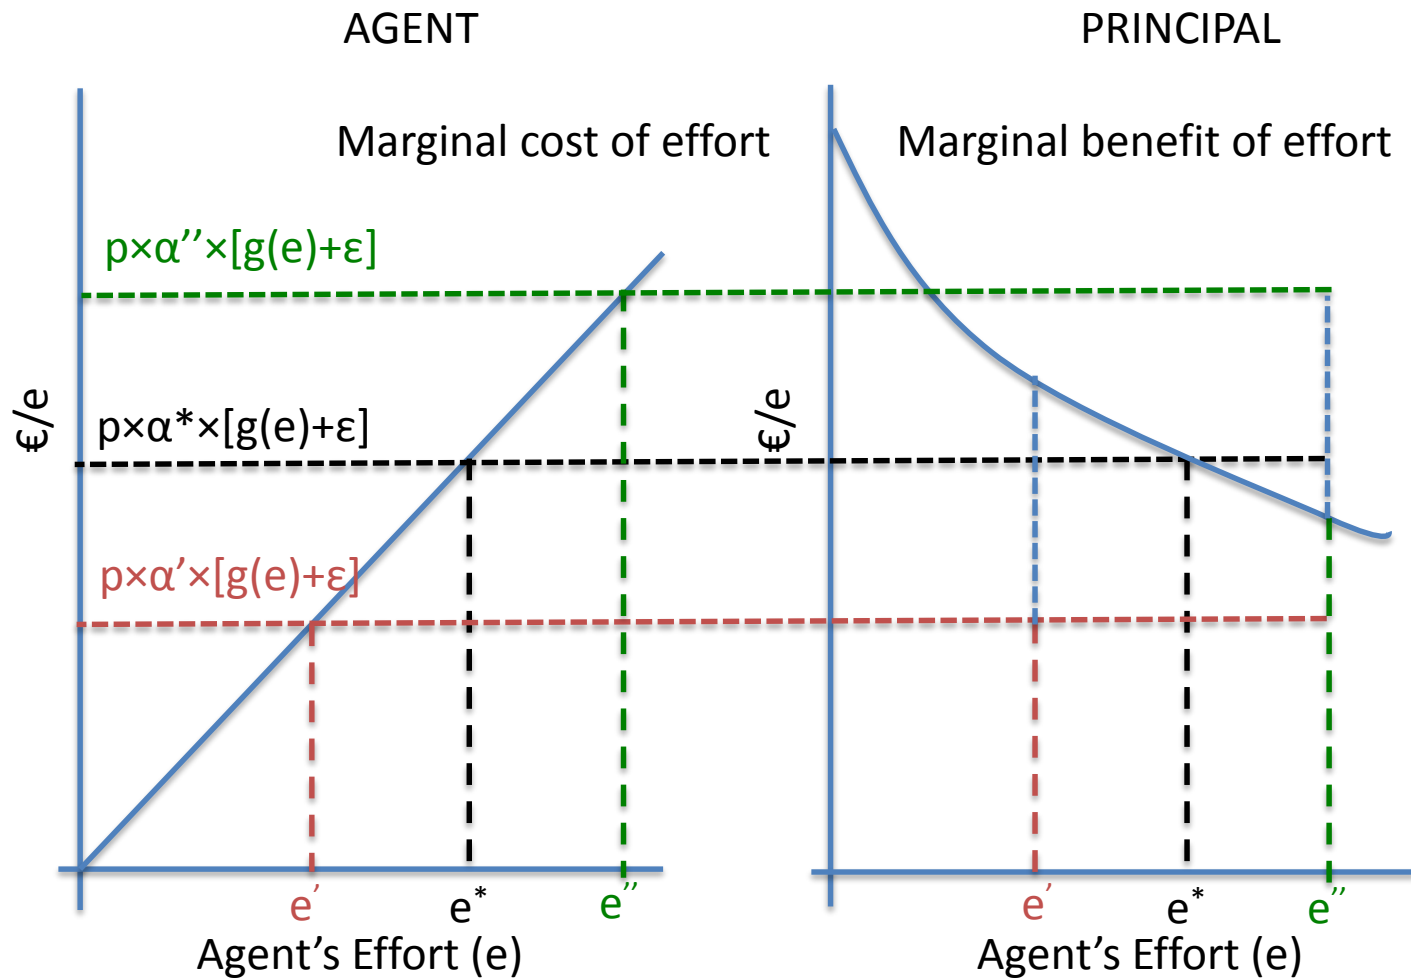 AGENT
PRINCIPAL
Marginal cost of effort
Marginal benefit of effort
p×α’’×[g(e)+ε]
€/e
p×α*×[g(e)+ε]
€/e
p×α’×[g(e)+ε]
e’
e*
e’’
e’
e*
e’’
Agent’s Effort (e)
Agent’s Effort (e)